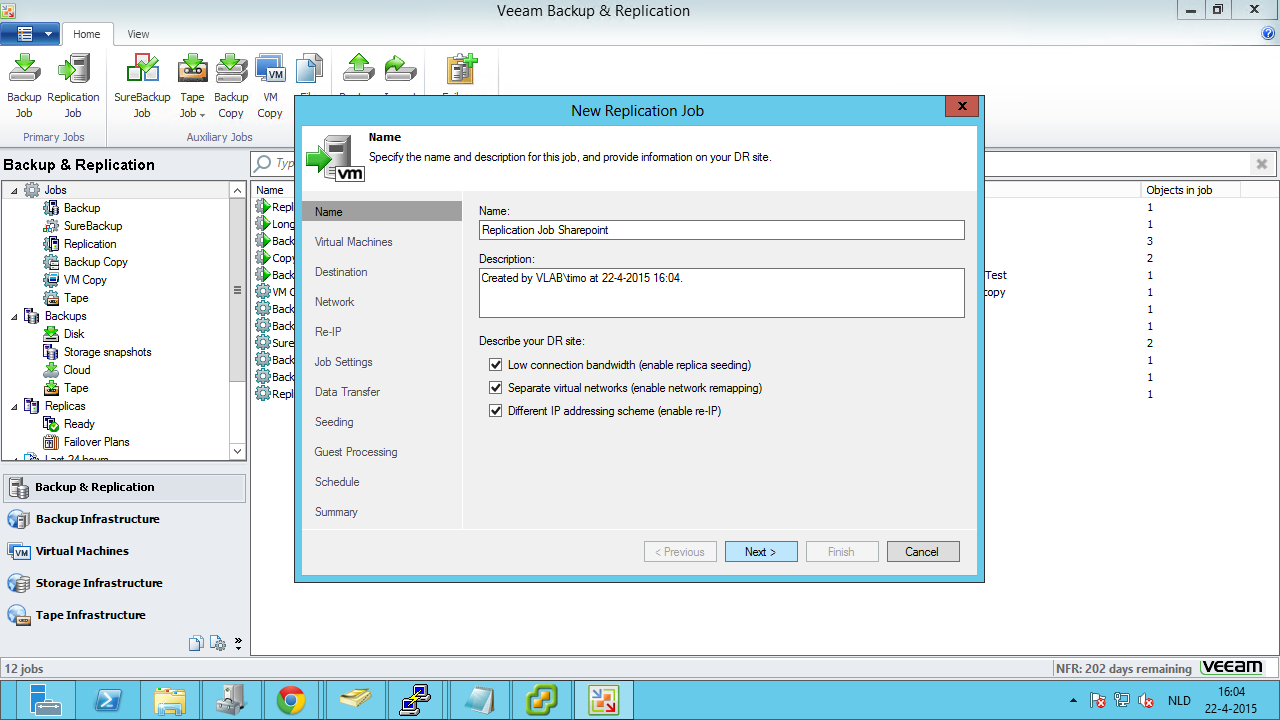 Veeam Backup & Replication
Home
View
Backup Job
Replication Job
SureBackup Job
Tape Job
Backup Copy
VM Copy
Primary Jobs
Auxiliary Jobs
Backup & Replication
Jobs
Backup
SureBackup
Replication
Backup Copy
VM Copy
Tape
Backups
Disk
Storage snapshots
Cloud
Tape
Replicas
Ready
Failover Plans
Last 24 hours
Backup & Replication
Backup Infrastructure
Virtual Machines
Storage Infrastructure
Tape Infrastructure
Name
Objects in job
Repl
1
Long
1
Back
3
Copy
2
Back
Test
1
VM C
copy
1
Back
1
Back
1
Sure
2
Back
1
Back
1
Repl
1
New Replication Job
Name
Specify the name and description for this job, and provide information on your DR site.
vm
Name
Virtual Machines
Destination
Network
Re-IP
Job Settings
Data Transfer
Seeding
Guest Processing
Schedule
Summary
Name:
Replication Job Sharepoint
Description:
Created by VLAB\timo at 22-4-2015 16:04.
Describe your DR site:
Low connection bandwidth (enable replica seeding)
Separate virtual networks (enable network remapping)
Different IP addressing scheme (enable re-IP)
< Previous
Next >
Finish
Cancel
12 jobs
NFR: 202 days remaining
veeam
NLD
16:04
22-4-2015